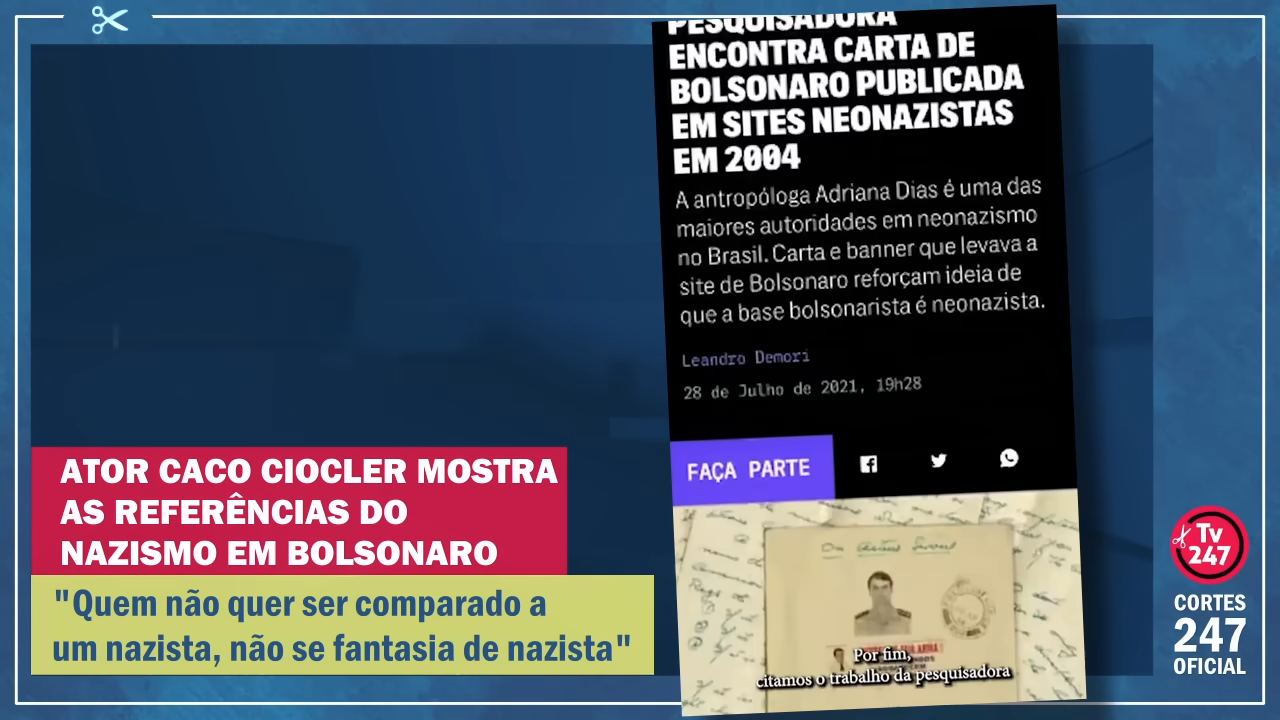 PESQUISADORA
ENCONTRA CARTA DE
BOLSONARO PUBLICADA
EM SITES NEONAZISTAS
EM 2004
A antropóloga Adriana Dias é uma das
maiores autoridades em neonazismo
no Brasil. Carta e banner que levava a
site de Bolsonaro reforçam ideia de
que a base bolsonarista é neonazista.
Leandro Demori
28 de Julho de 2021, 19h28
FAÇA PARTE
Por fim,
citamos o trabalho da pesquisadora
ATOR CACO CIOCLER MOSTRA
AS REFERÊNCIAS DO
NAZISMO EM BOLSONARO
"Quem não quer ser comparado a
um nazista, não se fantasia de nazista"
Tv
247
CORTES
247
OFICIAL